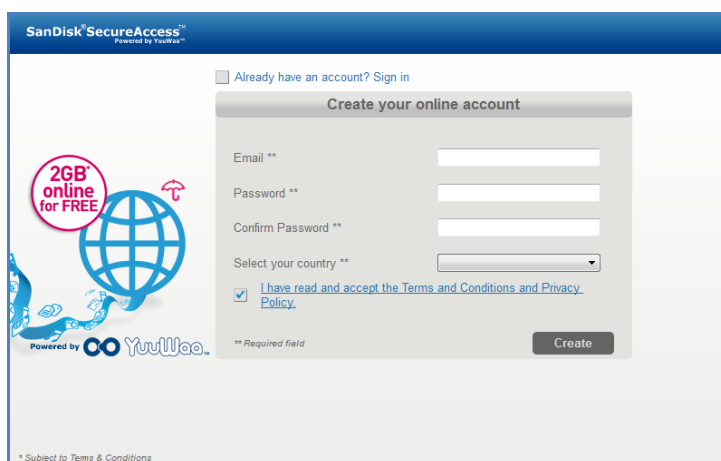 SanDisk®SecureAccess™
Powered by YuuWaa™
Already have an account? Sign in
Create your online account
Email **
Password **
Confirm Password **
Select your country **
I have read and accept the Terms and Conditions and Privacy
Policy.
** Required field
Create
2GB*
online
for FREE
Powered by YuuWaa™
* Subject to Terms & Conditions